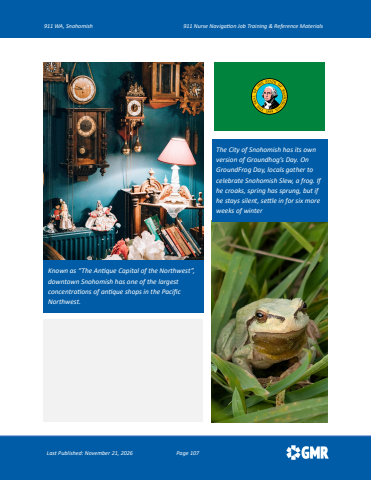 911 WA, Snohomish
911 Nurse Navigation Job Training & Reference Materials
The City of Snohomish has its own
version of Groundhog's Day. On
GroundFrog Day, locals gather to
celebrate Snohomish Slew, a frog. If
he croaks, spring has sprung, but if
he stays silent, settle in for six more
weeks of winter
Known as "The Antique Capital of the Northwest",
downtown Snohomish has one of the largest
concentrations of antique shops in the Pacific
Northwest.
Last Published: November 21, 2026
Page 107
GMR